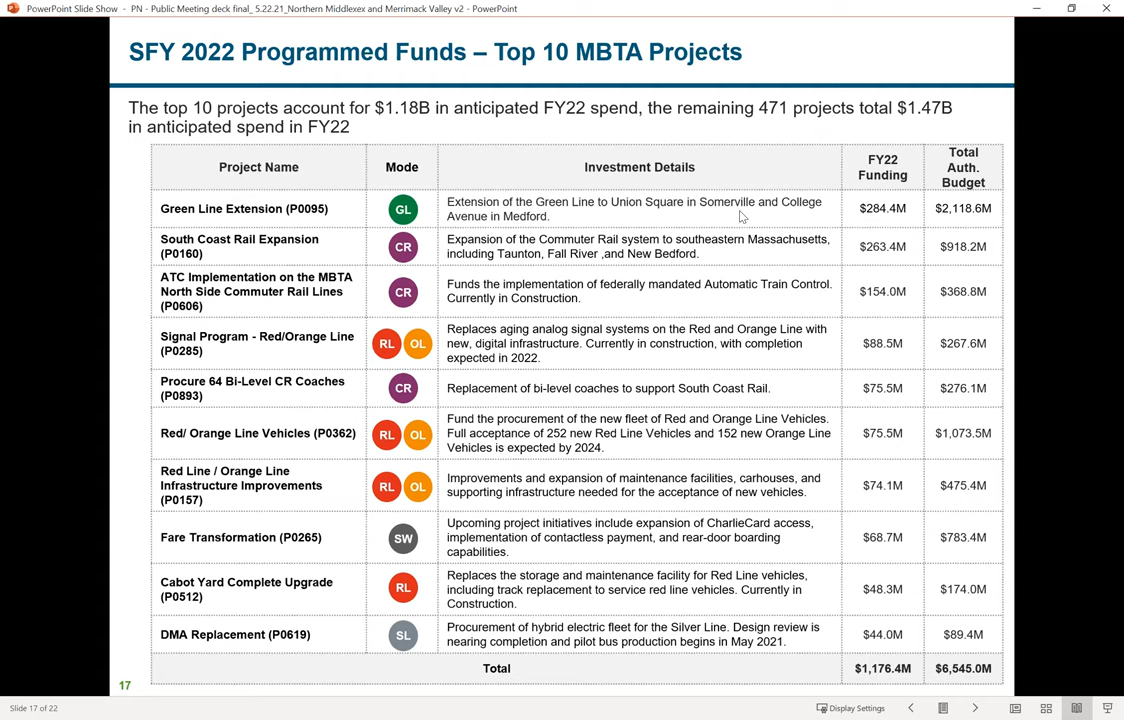 PowerPoint Slide Show - PN - Public Meeting deck final_ 5.22.21_Northern Middlexex and Merrimack Valley v2 - PowerPoint
SFY 2022 Programmed Funds – Top 10 MBTA Projects
The top 10 projects account for $1.18B in anticipated FY22 spend, the remaining 471 projects total $1.47B
in anticipated spend in FY22
Project Name
Mode
Investment Details
FY22
Funding
Total
Auth.
Budget
Green Line Extension (P0095)
GL
Extension of the Green Line to Union Square in Somerville and College
Avenue in Medford.
$284.4M
$2,118.6M
South Coast Rail Expansion
(P0160)
CR
Expansion of the Commuter Rail system to southeastern Massachusetts,
including Taunton, Fall River ,and New Bedford.
$263.4M
$918.2M
ATC Implementation on the MBTA
North Side Commuter Rail Lines
(P0606)
CR
Funds the implementation of federally mandated Automatic Train Control.
Currently in Construction.
$154.0M
$368.8M
Signal Program - Red/Orange Line
(P0285)
RL OL
Replaces aging analog signal systems on the Red and Orange Line with
new, digital infrastructure. Currently in construction, with completion
expected in 2022.
$88.5M
$267.6M
Procure 64 Bi-Level CR Coaches
(P0893)
CR
Replacement of bi-level coaches to support South Coast Rail.
$75.5M
$276.1M
Red/ Orange Line Vehicles (P0362)
RL OL
Fund the procurement of the new fleet of Red and Orange Line Vehicles.
Full acceptance of 252 new Red Line Vehicles and 152 new Orange Line
Vehicles is expected by 2024.
$75.5M
$1,073.5M
Red Line / Orange Line
Infrastructure Improvements
(P0157)
RL OL
Improvements and expansion of maintenance facilities, carhouses, and
supporting infrastructure needed for the acceptance of new vehicles.
$74.1M
$475.4M
Fare Transformation (P0265)
SW
Upcoming project initiatives include expansion of CharlieCard access,
implementation of contactless payment, and rear-door boarding
capabilities.
$68.7M
$783.4M
Cabot Yard Complete Upgrade
(P0512)
RL
Replaces the storage and maintenance facility for Red Line vehicles,
including track replacement to service red line vehicles. Currently in
Construction.
$48.3M
$174.0M
DMA Replacement (P0619)
SL
Procurement of hybrid electric fleet for the Silver Line. Design review is
nearing completion and pilot bus production begins in May 2021.
$44.0M
$89.4M
Total
$1,176.4M
$6,545.0M
17
Slide 17 of 22
Display Settings